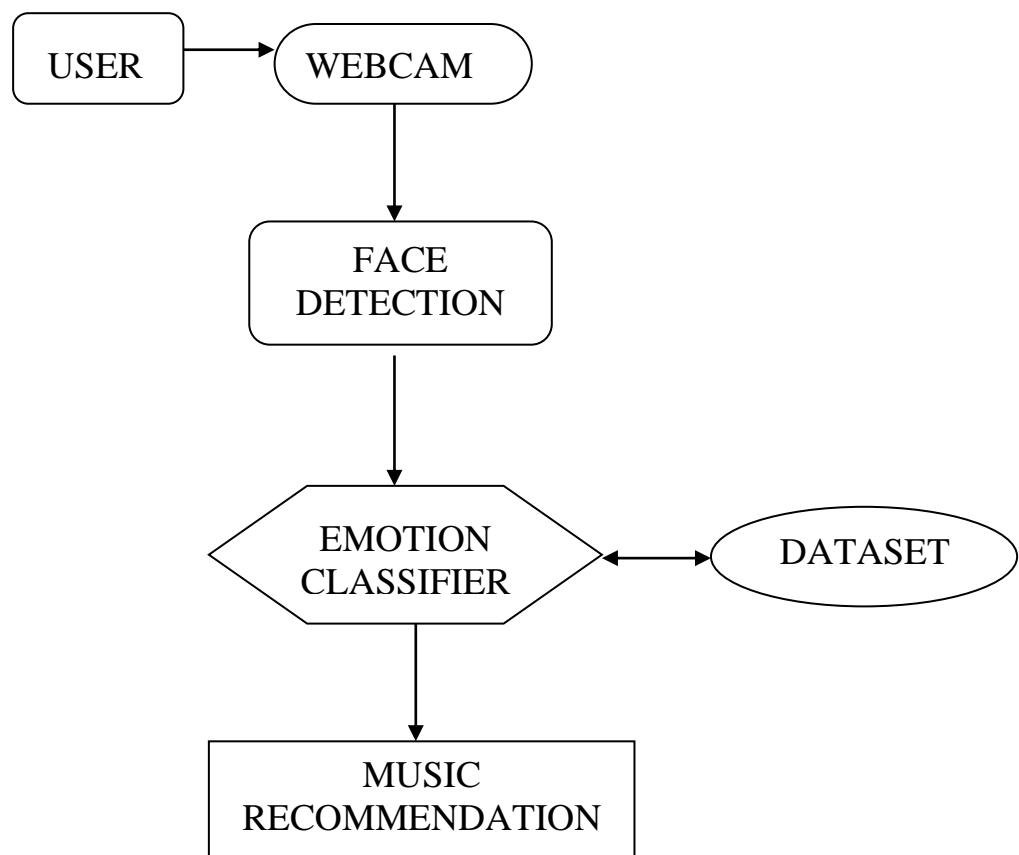 USER
WEBCAM
FACE
DETECTION
EMOTION
CLASSIFIER
DATASET
MUSIC
RECOMMENDATION